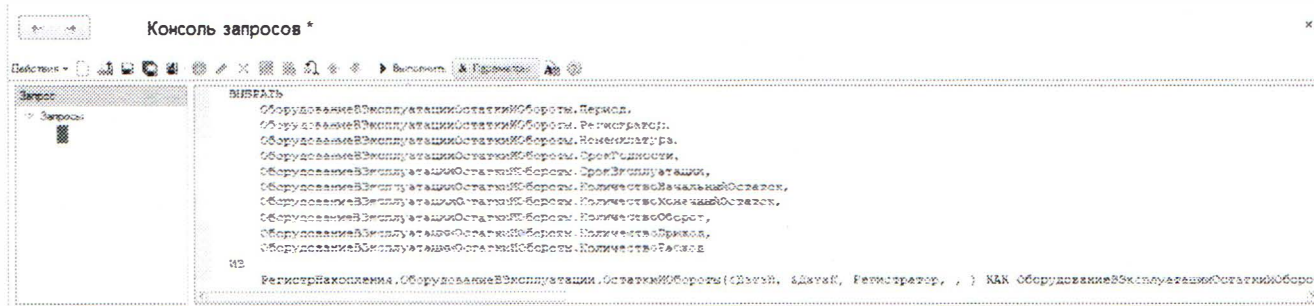 Консоль запросов *
Действия
Выполнить Параметры
Запрос
Запросы
ВЫБРАТЬ
ОборудованиеВЭксплуатацииОстаткиИОбороты.Период,
ОборудованиеВЭксплуатацииОстаткиИОбороты.Регистратор,
ОборудованиеВЭксплуатацииОстаткиИОбороты.Номенклатура,
ОборудованиеВЭксплуатацииОстаткиИОбороты.СрокГодности,
ОборудованиеВЭксплуатацииОстаткиИОбороты.СрокЭксплуатации,
ОборудованиеВЭксплуатацииОстаткиИОбороты.КоличествоНачальныйОстаток,
ОборудованиеВЭксплуатацииОстаткиИОбороты.КоличествоКонечныйОстаток,
ОборудованиеВЭксплуатацииОстаткиИОбороты.КоличествоОборот,
ОборудованиеВЭксплуатацииОстаткиИОбороты.КоличествоПриход,
ОборудованиеВЭксплуатацииОстаткиИОбороты.КоличествоРасход
ИЗ
РегистрНакопления.ОборудованиеВЭксплуатации.ОстаткиИОбороты(&ДатаН, &ДатаК, Регистратор, , ) КАК ОборудованиеВЭксплуатацииОстаткиИОборо